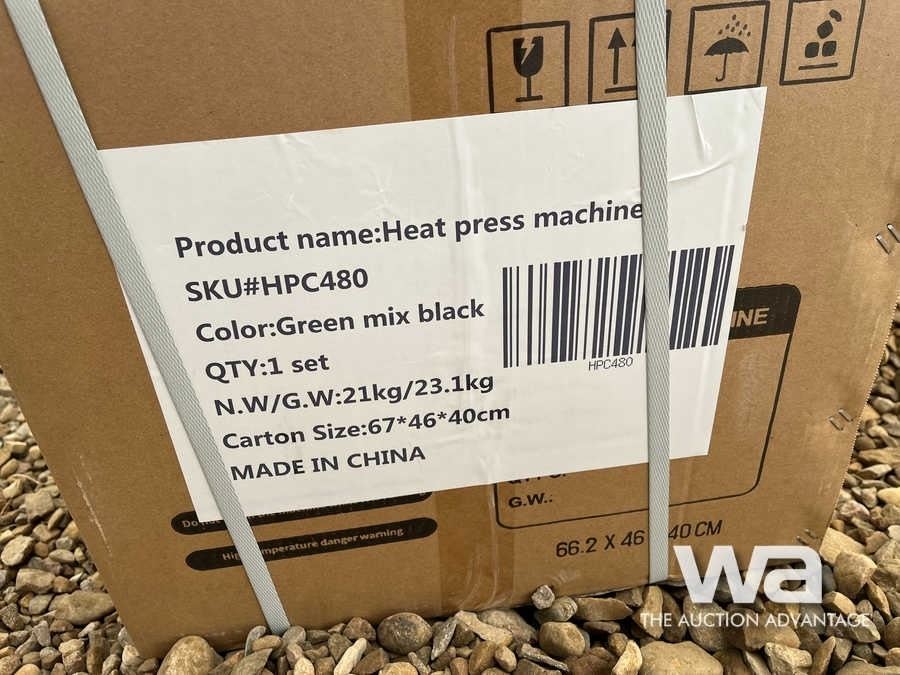 Product name:Heat press machine
SKU#HPC480
Color:Green mix black
QTY:1 set
N.W/G.W:21kg/23.1kg
Carton Size:67*46*40cm
MADE IN CHINA
HPC480
G.W.:
temperature danger warning
66.2 X 46 40 CM
wa
THE AUCTION ADVANTAGE